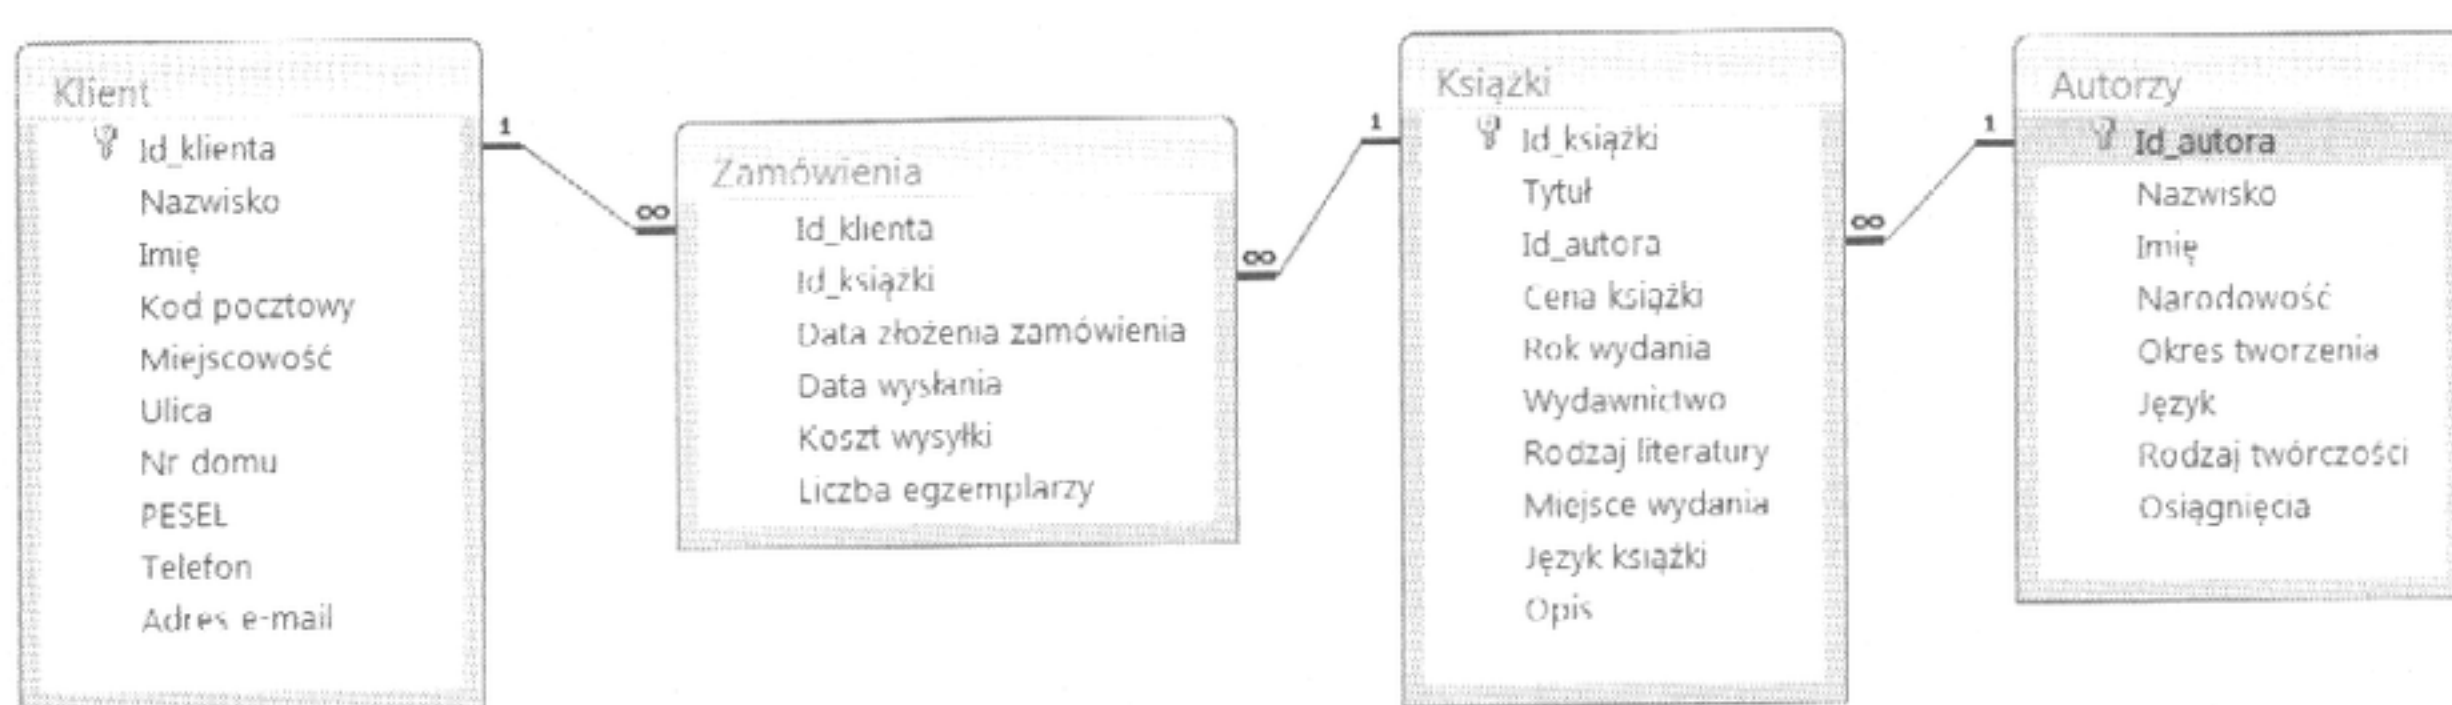 Klient
Id_klienta
Nazwisko
Imię
Kod pocztowy
Miejscowość
Ulica
Nr domu
PESEL
Telefon
Adres e-mail
1
∞
Zamówienia
Id_klienta
Id_książki
Data złożenia zamówienia
Data wysłania
Koszt wysyłki
Liczba egzemplarzy
1
∞
Książki
Id_książki
Tytuł
Id_autora
Cena książki
Rok wydania
Wydawnictwo
Rodzaj literatury
Miejsce wydania
Język książki
Opis
1
∞
Autorzy
Id_autora
Nazwisko
Imię
Narodowość
Okres tworzenia
Język
Rodzaj twórczości
Osiągnięcia